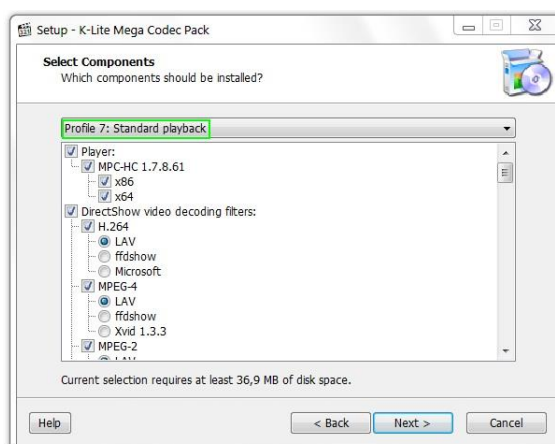 Setup - K-Lite Mega Codec Pack
Select Components
Which components should be installed?
Profile 7: Standard playback
Player:
MPC-HC 1.7.8.61
x86
x64
DirectShow video decoding filters:
H.264
LAV
ffdshow
Microsoft
MPEG-4
LAV
ffdshow
Xvid 1.3.3
MPEG-2
LAV
Current selection requires at least 36,9 MB of disk space.
Help
< Back
Next >
Cancel